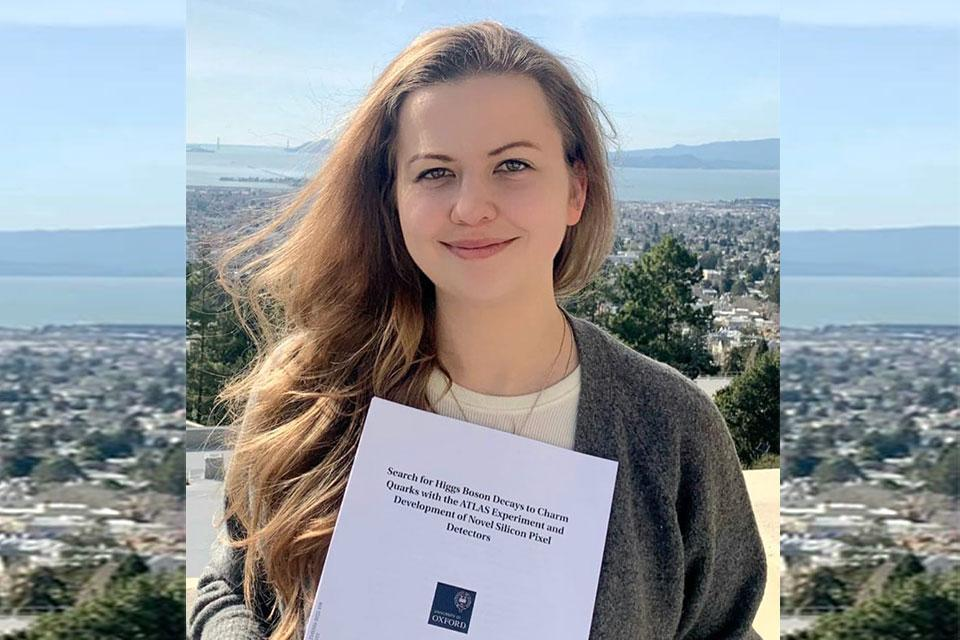 Search for Higgs Boson Decays to Charm
Quarks with the ATLAS Experiment and
Development of Novel Silicon Pixel
Detectors
UNIVERSITY OF
OXFORD